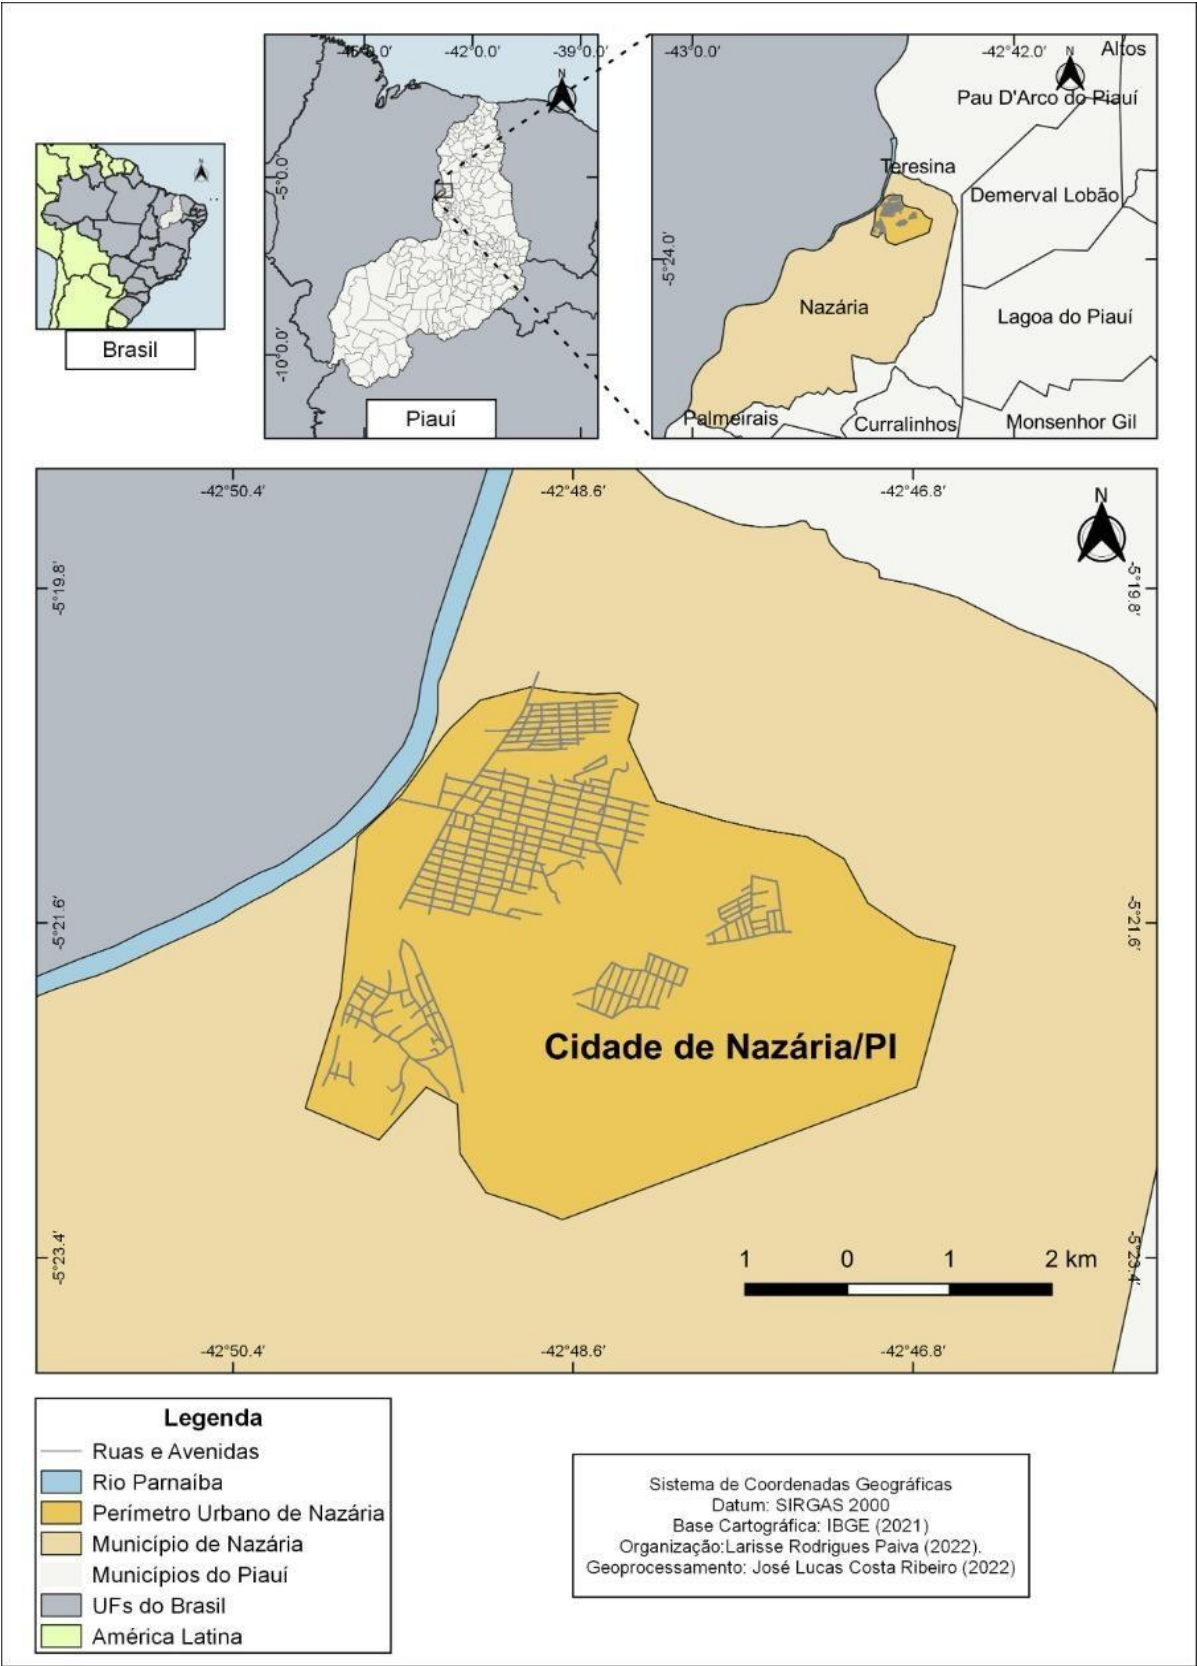 -45°0.0'
-42°0.0'
-39°0.0'
N
-5°0.0'
-10°0.0'
Piauí
N
Brasil
-43°0.0'
-42°42.0'
N
Altos
Pau D'Arco do Piauí
Teresina
Demerval Lobão
-5°24.0'
Nazária
Lagoa do Piauí
Palmeirais
Curralinhos
Monsenhor Gil
-42°50.4'
-42°48.6'
-42°46.8'
N
-5°19.8'
-5°19.8'
-5°21.6'
-5°21.6'
Cidade de Nazária/PI
-5°23.4'
-5°23.4'
1 0 1 2 km
-42°50.4'
-42°48.6'
-42°46.8'
Legenda
Ruas e Avenidas
Rio Parnaíba
Perímetro Urbano de Nazária
Município de Nazária
Municípios do Piauí
UFs do Brasil
América Latina
Sistema de Coordenadas Geográficas
Datum: SIRGAS 2000
Base Cartográfica: IBGE (2021)
Organização:Larisse Rodrigues Paiva (2022).
Geoprocessamento: José Lucas Costa Ribeiro (2022)